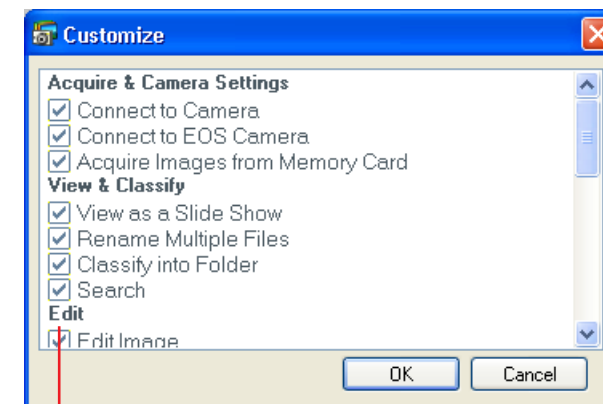 Customize
Acquire & Camera Settings
Connect to Camera
Connect to EOS Camera
Acquire Images from Memory Card
View & Classify
View as a Slide Show
Rename Multiple Files
Classify into Folder
Search
Edit
Edit Image
OK Cancel